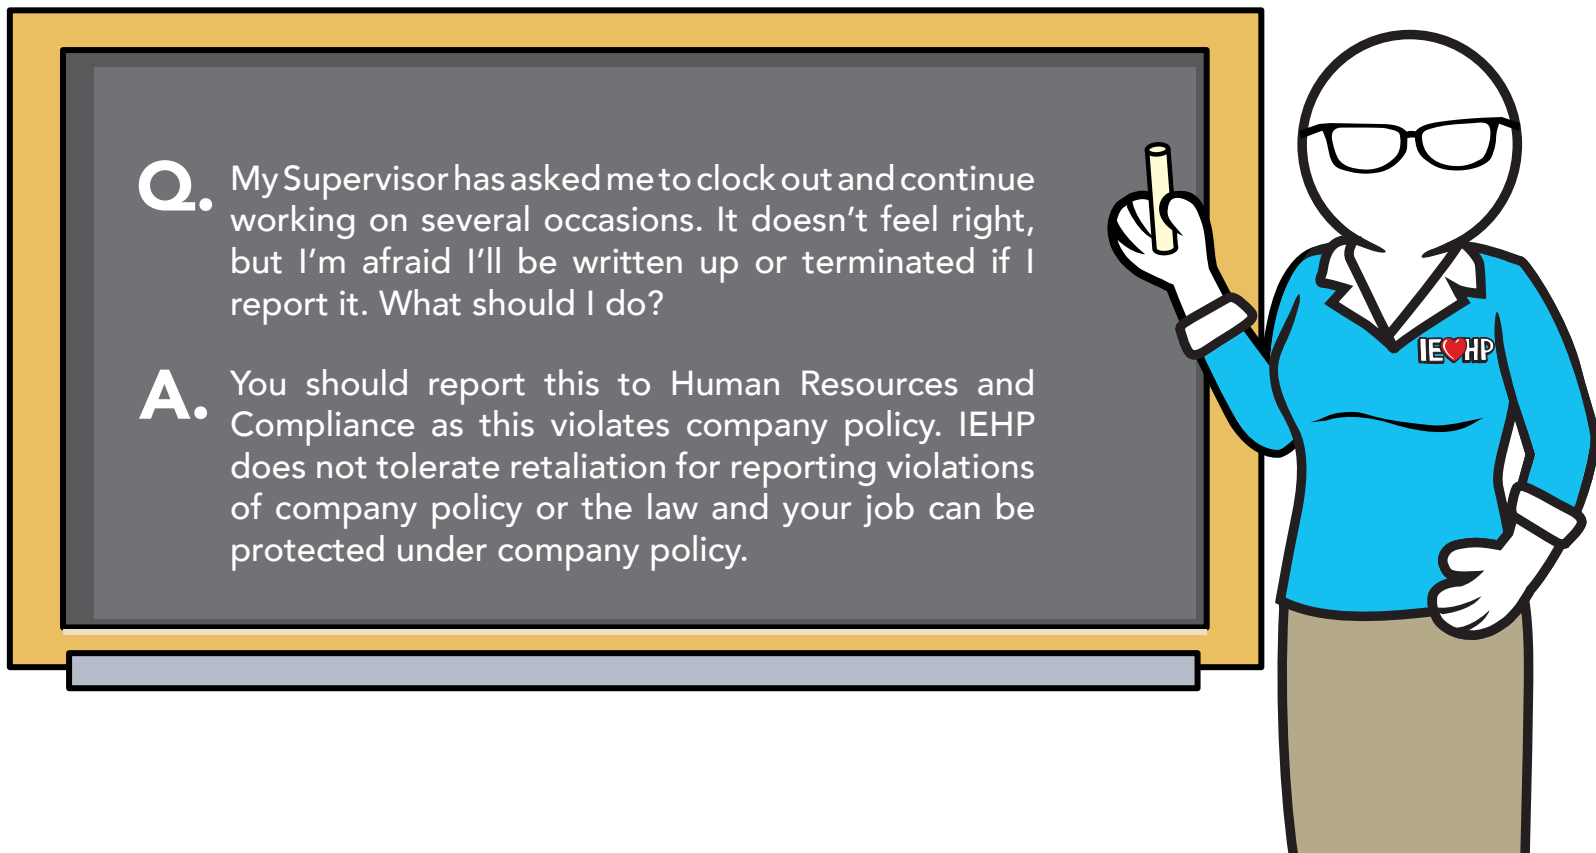 Q. My Supervisor has asked me to clock out and continue
working on several occasions. It doesn’t feel right,
but I’m afraid I’ll be written up or terminated if I
report it. What should I do?
A. You should report this to Human Resources and
Compliance as this violates company policy. IEHP
does not tolerate retaliation for reporting violations
of company policy or the law and your job can be
protected under company policy.
IE❤HP